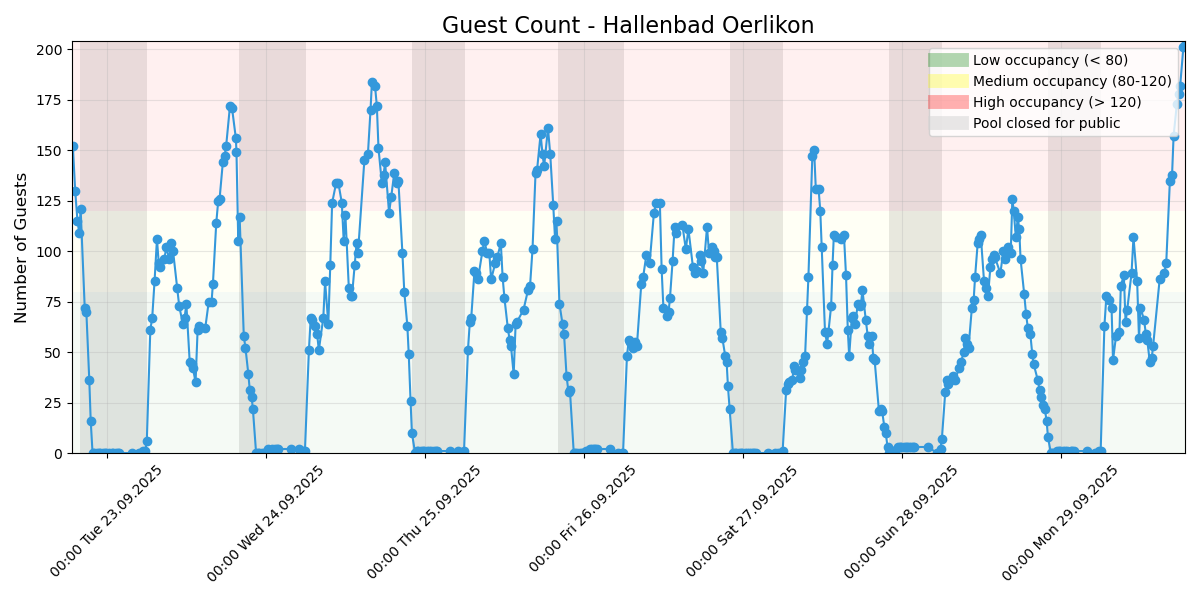 Guest Count - Hallenbad Oerlikon
Number of Guests
200
175
150
125
100
75
50
25
0
Low occupancy (< 80)
Medium occupancy (80-120)
High occupancy (> 120)
Pool closed for public
00:00 Tue 23.09.2025
00:00 Wed 24.09.2025
00:00 Thu 25.09.2025
00:00 Fri 26.09.2025
00:00 Sat 27.09.2025
00:00 Sun 28.09.2025
00:00 Mon 29.09.2025